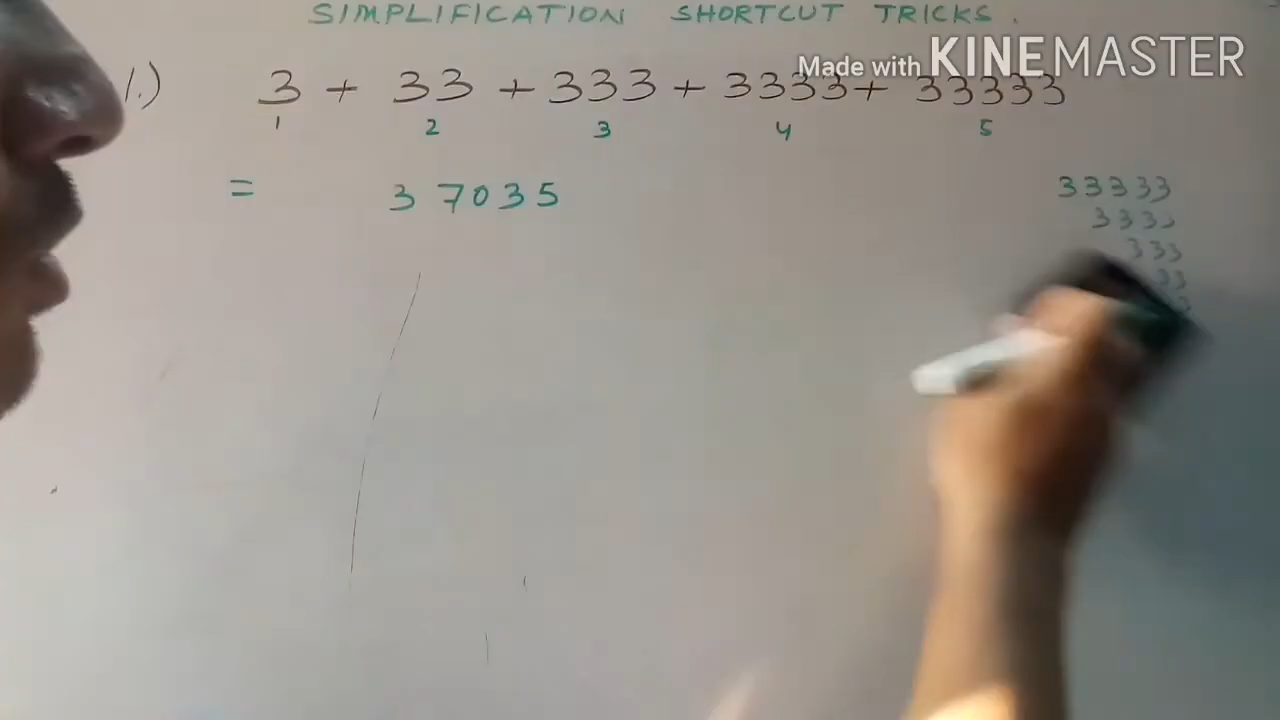 SIMPLIFICATION SHORTCUT TRICKS.
Made with KINEMASTER
1.) 3 + 33 + 333 + 3333 + 33333
1 2 3 4 5
= 37035
33333
3333
333
33